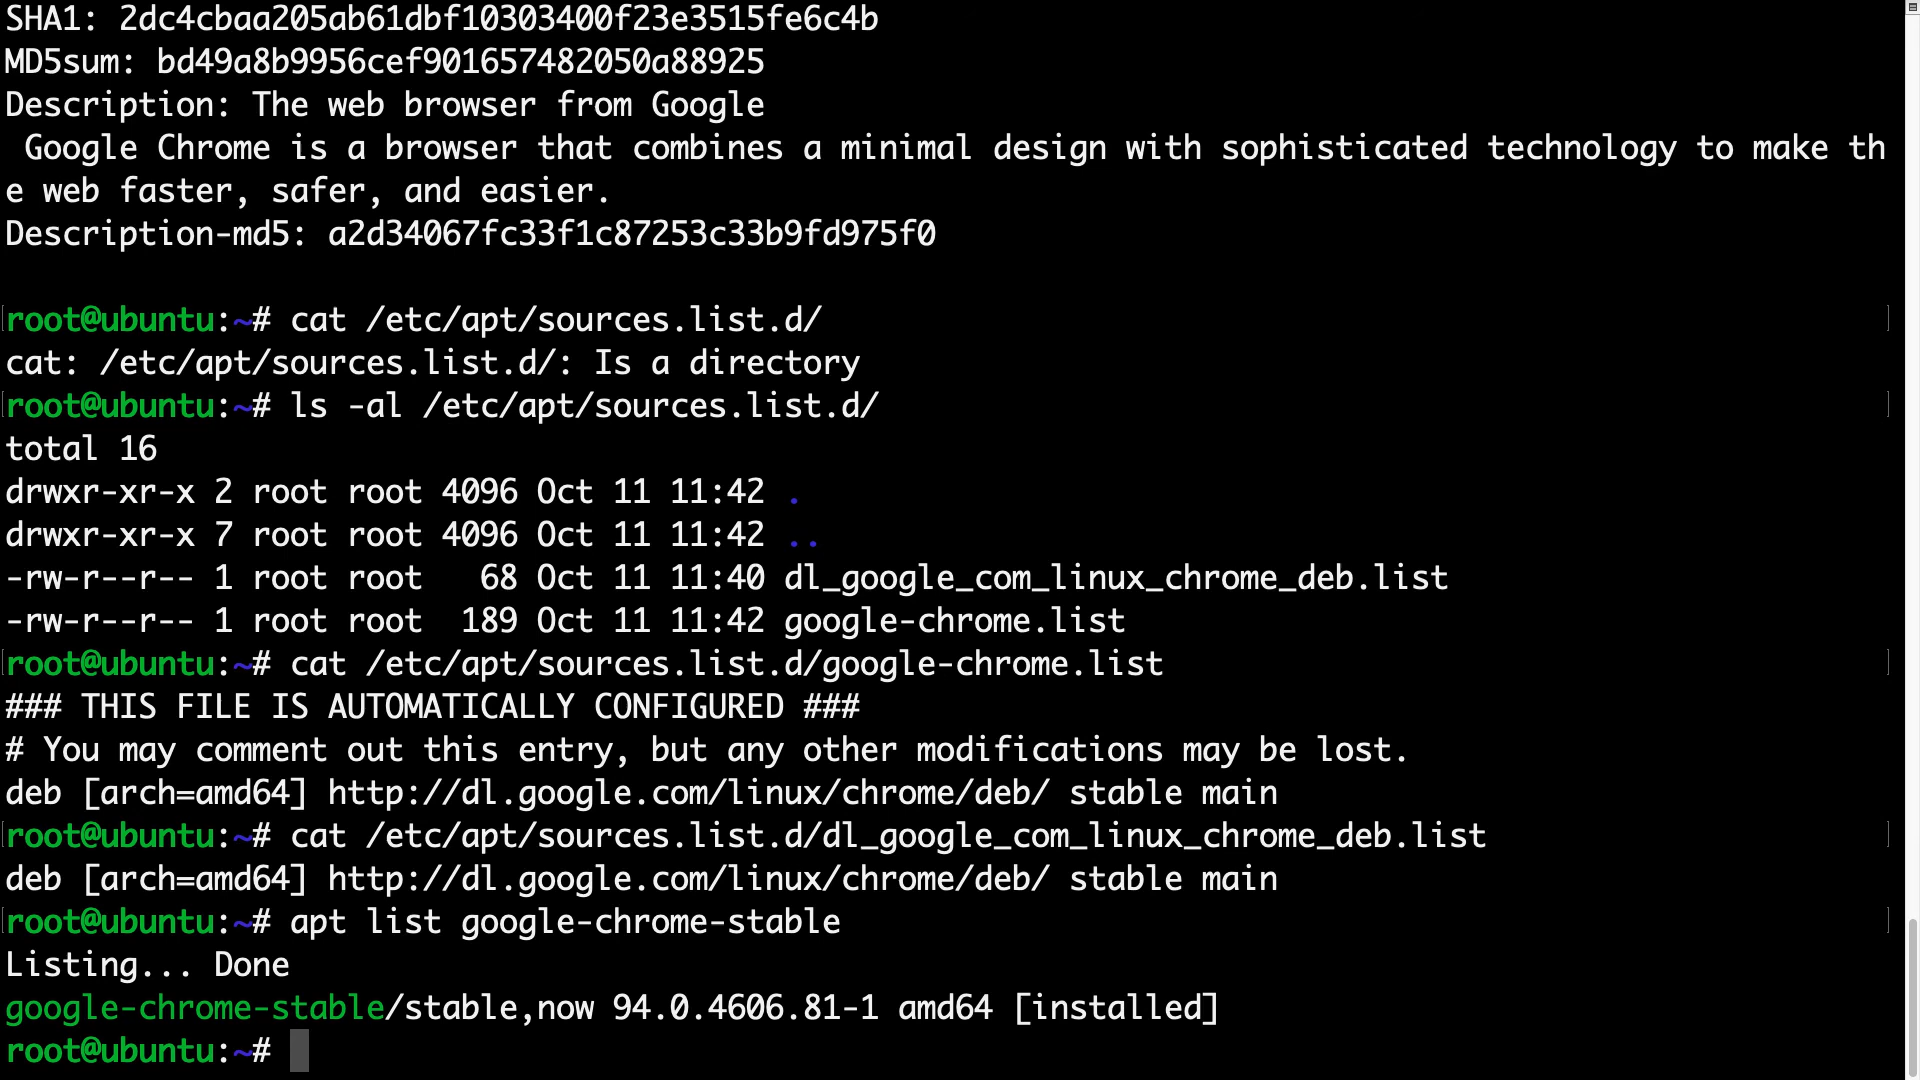 SHA1: 2dc4cbaa205ab61dbf10303400f23e3515fe6c4b
MD5sum: bd49a8b9956cef901657482050a88925
Description: The web browser from Google
 Google Chrome is a browser that combines a minimal design with sophisticated technology to make th
e web faster, safer, and easier.
Description-md5: a2d34067fc33f1c87253c33b9fd975f0

root@ubuntu:~# cat /etc/apt/sources.list.d/
cat: /etc/apt/sources.list.d/: Is a directory
root@ubuntu:~# ls -al /etc/apt/sources.list.d/
total 16
drwxr-xr-x 2 root root 4096 Oct 11 11:42 .
drwxr-xr-x 7 root root 4096 Oct 11 11:42 ..
-rw-r--r-- 1 root root   68 Oct 11 11:40 dl_google_com_linux_chrome_deb.list
-rw-r--r-- 1 root root  189 Oct 11 11:42 google-chrome.list
root@ubuntu:~# cat /etc/apt/sources.list.d/google-chrome.list
### THIS FILE IS AUTOMATICALLY CONFIGURED ###
# You may comment out this entry, but any other modifications may be lost.
deb [arch=amd64] http://dl.google.com/linux/chrome/deb/ stable main
root@ubuntu:~# cat /etc/apt/sources.list.d/dl_google_com_linux_chrome_deb.list
deb [arch=amd64] http://dl.google.com/linux/chrome/deb/ stable main
root@ubuntu:~# apt list google-chrome-stable
Listing... Done
google-chrome-stable/stable,now 94.0.4606.81-1 amd64 [installed]
root@ubuntu:~#